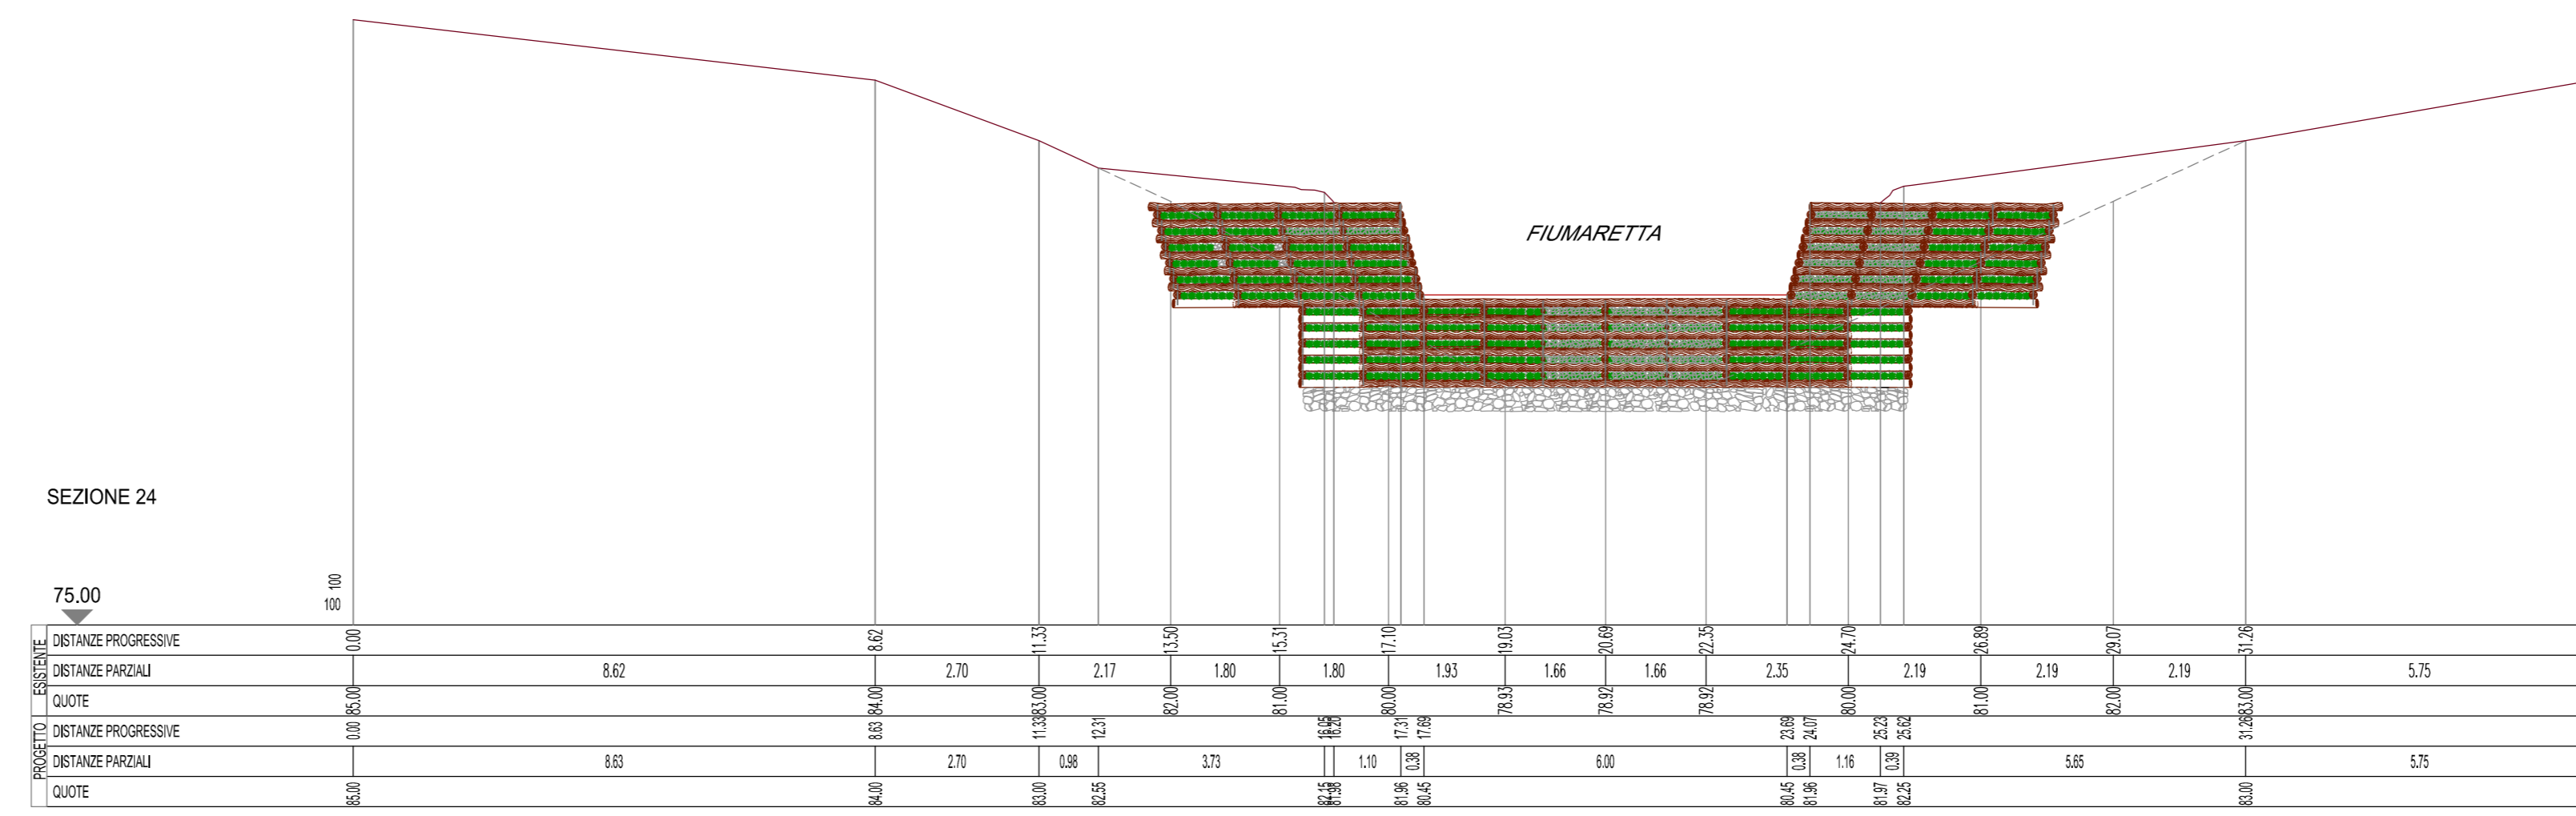 FIUMARETTA
SEZIONE 24
100
100
75.00
ESISTENTE
DISTANZE PROGRESSIVE 0.00 8.62 11.33 13.50 15.31 17.10 19.03 20.69 22.35 24.70 26.89 29.07 31.26
DISTANZE PARZIALI 8.62 2.70 2.17 1.80 1.80 1.93 1.66 1.66 2.35 2.19 2.19 2.19 5.75
QUOTE 85.00 84.00 83.00 82.00 81.00 80.00 78.93 78.92 78.92 80.00 81.00 82.00 83.00
PROGETTO
DISTANZE PROGRESSIVE 0.00 8.63 11.33 12.31 16.20 17.31 17.69 23.69 24.07 25.23 25.62 31.26
DISTANZE PARZIALI 8.63 2.70 0.98 3.73 1.10 0.38 6.00 0.38 1.16 0.39 5.65 5.75
QUOTE 85.00 84.00 83.00 82.55 82.15 81.98 81.96 80.45 80.45 81.96 81.97 82.25 83.00